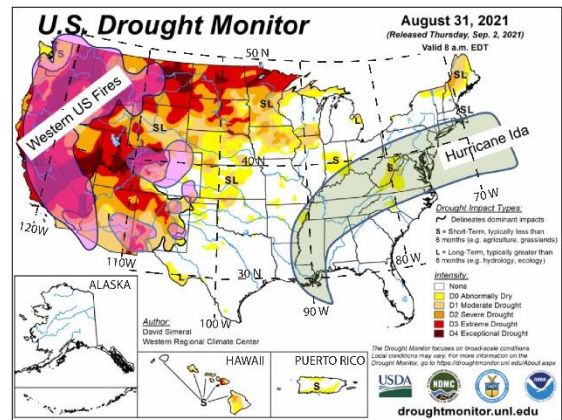 U.S. Drought Monitor
August 31, 2021
(Released Thursday, Sep. 2, 2021)
Valid 8 a.m. EDT
50 N
S
SL
SL
Western US Fires
SL
SL
40 N
S
S
Hurricane Ida
SL
70 W
120W
110W
30 N
80 W
100 W
90 W
Drought Impact Types:
Delineates dominant impacts
S = Short-Term, typically less than
6 months (e.g. agriculture, grasslands)
L = Long-Term, typically greater than
6 months (e.g. hydrology, ecology)
Intensity:
None
D0 Abnormally Dry
D1 Moderate Drought
D2 Severe Drought
D3 Extreme Drought
D4 Exceptional Drought
ALASKA
Author:
David Simeral
Western Regional Climate Center
HAWAII
S
PUERTO RICO
S
The Drought Monitor focuses on broad-scale conditions.
Local conditions may vary. For more information on the
Drought Monitor, go to https://droughtmonitor.unl.edu/About.aspx
USDA
NDMC
NOAA
droughtmonitor.unl.edu